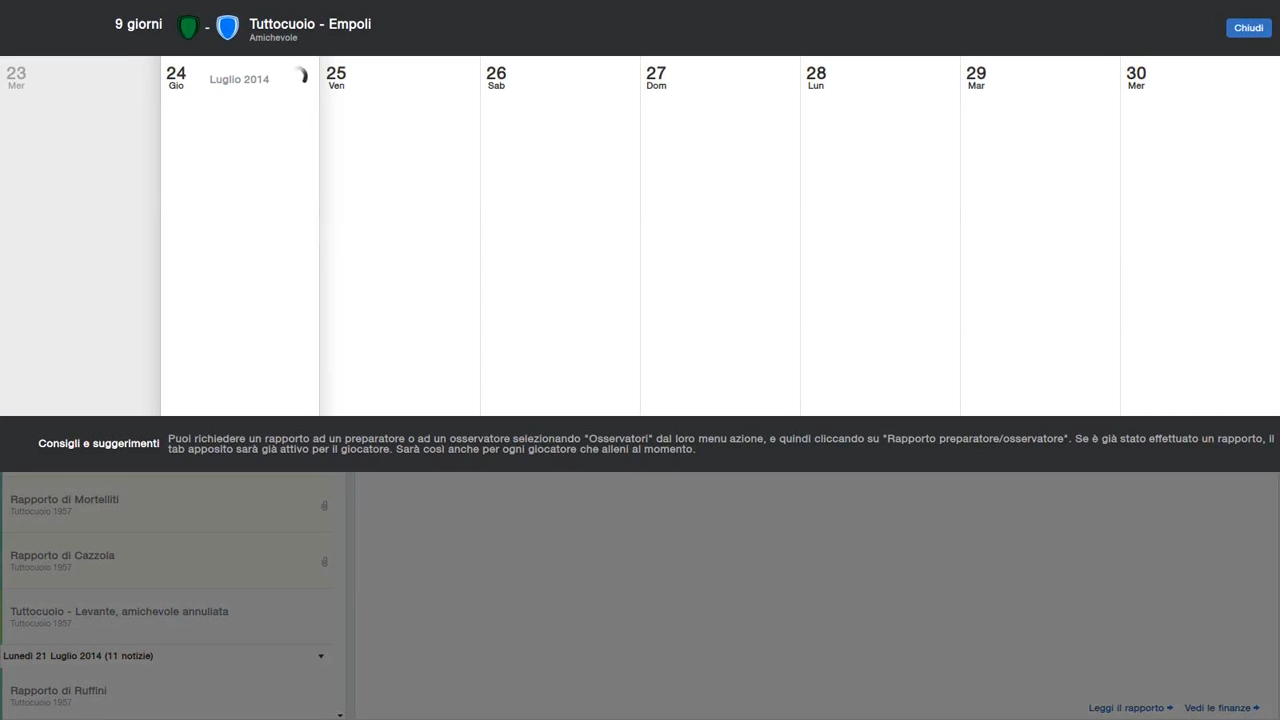 9 giorni
-
Tuttocuoio - Empoli
Amichevole
Chiudi
23
Mer
24
Gio
Luglio 2014
25
Ven
26
Sab
27
Dom
28
Lun
29
Mar
30
Mer
Consigli e suggerimenti
Puoi richiedere un rapporto ad un preparatore o ad un osservatore selezionando "Osservatori" dal loro menu azione, e quindi cliccando su "Rapporto preparatore/osservatore". Se è già stato effettuato un rapporto, il
tab apposito sarà già attivo per il giocatore. Sarà così anche per ogni giocatore che alleni al momento.
Rapporto di Mortelliti
Tuttocuoio 1957
Rapporto di Cazzola
Tuttocuoio 1957
Tuttocuoio - Levante, amichevole annullata
Tuttocuoio 1957
Lunedì 21 Luglio 2014 (11 notizie)
Rapporto di Ruffini
Tuttocuoio 1957
Leggi il rapporto
Vedi le finanze